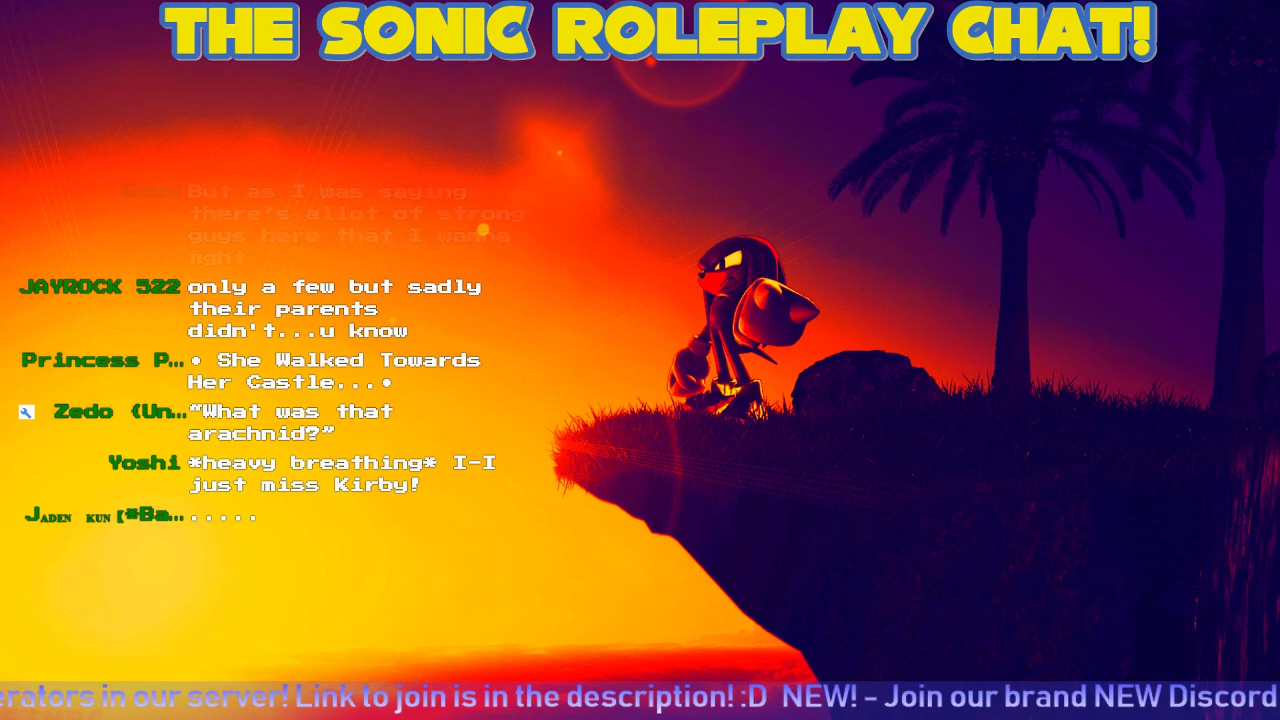 THE SONIC ROLEPLAY CHAT!
But as I was saying
there's allot of strong
guys here that I wanna
fight
JAYROCK 522 only a few but sadly
their parents
didn't...u know
Princess P... • She Walked Towards
Her Castle...•
Zedo {Un... "What was that
arachnid?"
Yoshi *heavy breathing* I-I
just miss Kirby!
Jaden kun [*Ba... .....
erators in our server! Link to join is in the description! :D NEW! - Join our brand NEW Discord